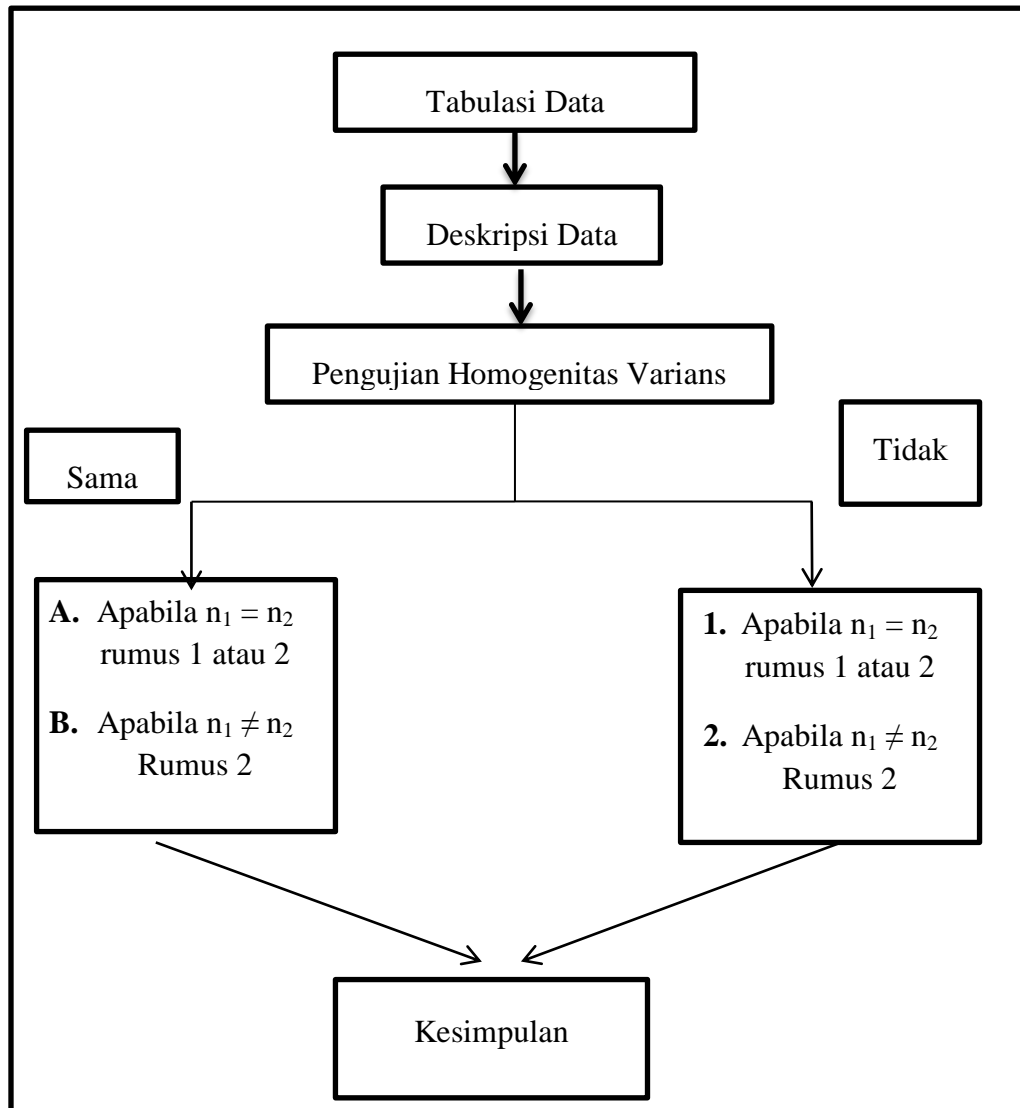 Tabulasi Data
Deskripsi Data
Pengujian Homogenitas Varians
Sama
Tidak
A. Apabila n₁ = n₂
rumus 1 atau 2
B. Apabila n₁ ≠ n₂
Rumus 2
1. Apabila n₁ = n₂
rumus 1 atau 2
2. Apabila n₁ ≠ n₂
Rumus 2
Kesimpulan